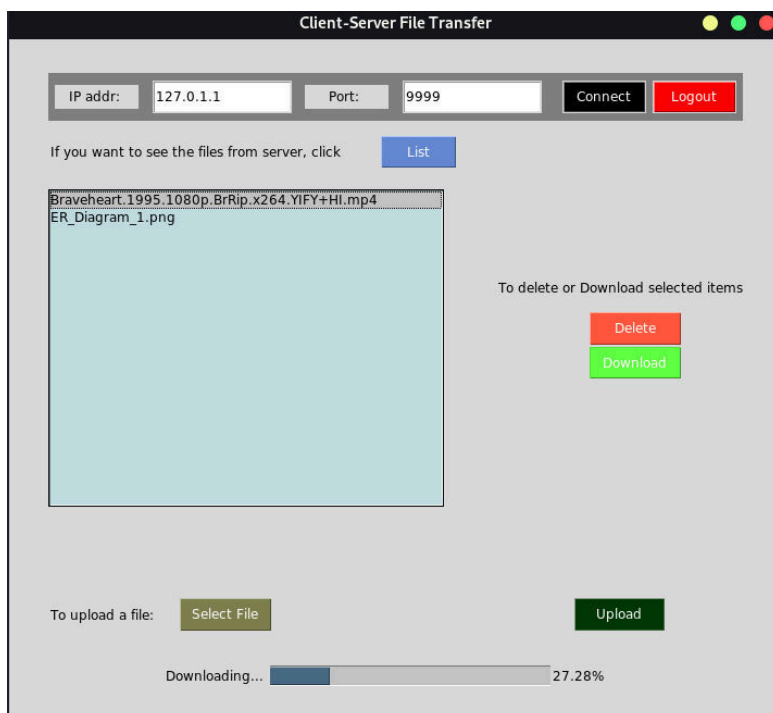 Client-Server File Transfer
IP addr: 127.0.1.1 Port: 9999 Connect Logout
If you want to see the files from server, click List
Braveheart.1995.1080p.BrRip.x264.YIFY+HI.mp4
ER_Diagram_1.png
To delete or Download selected items
Delete
Download
To upload a file: Select File Upload
Downloading... 27.28%